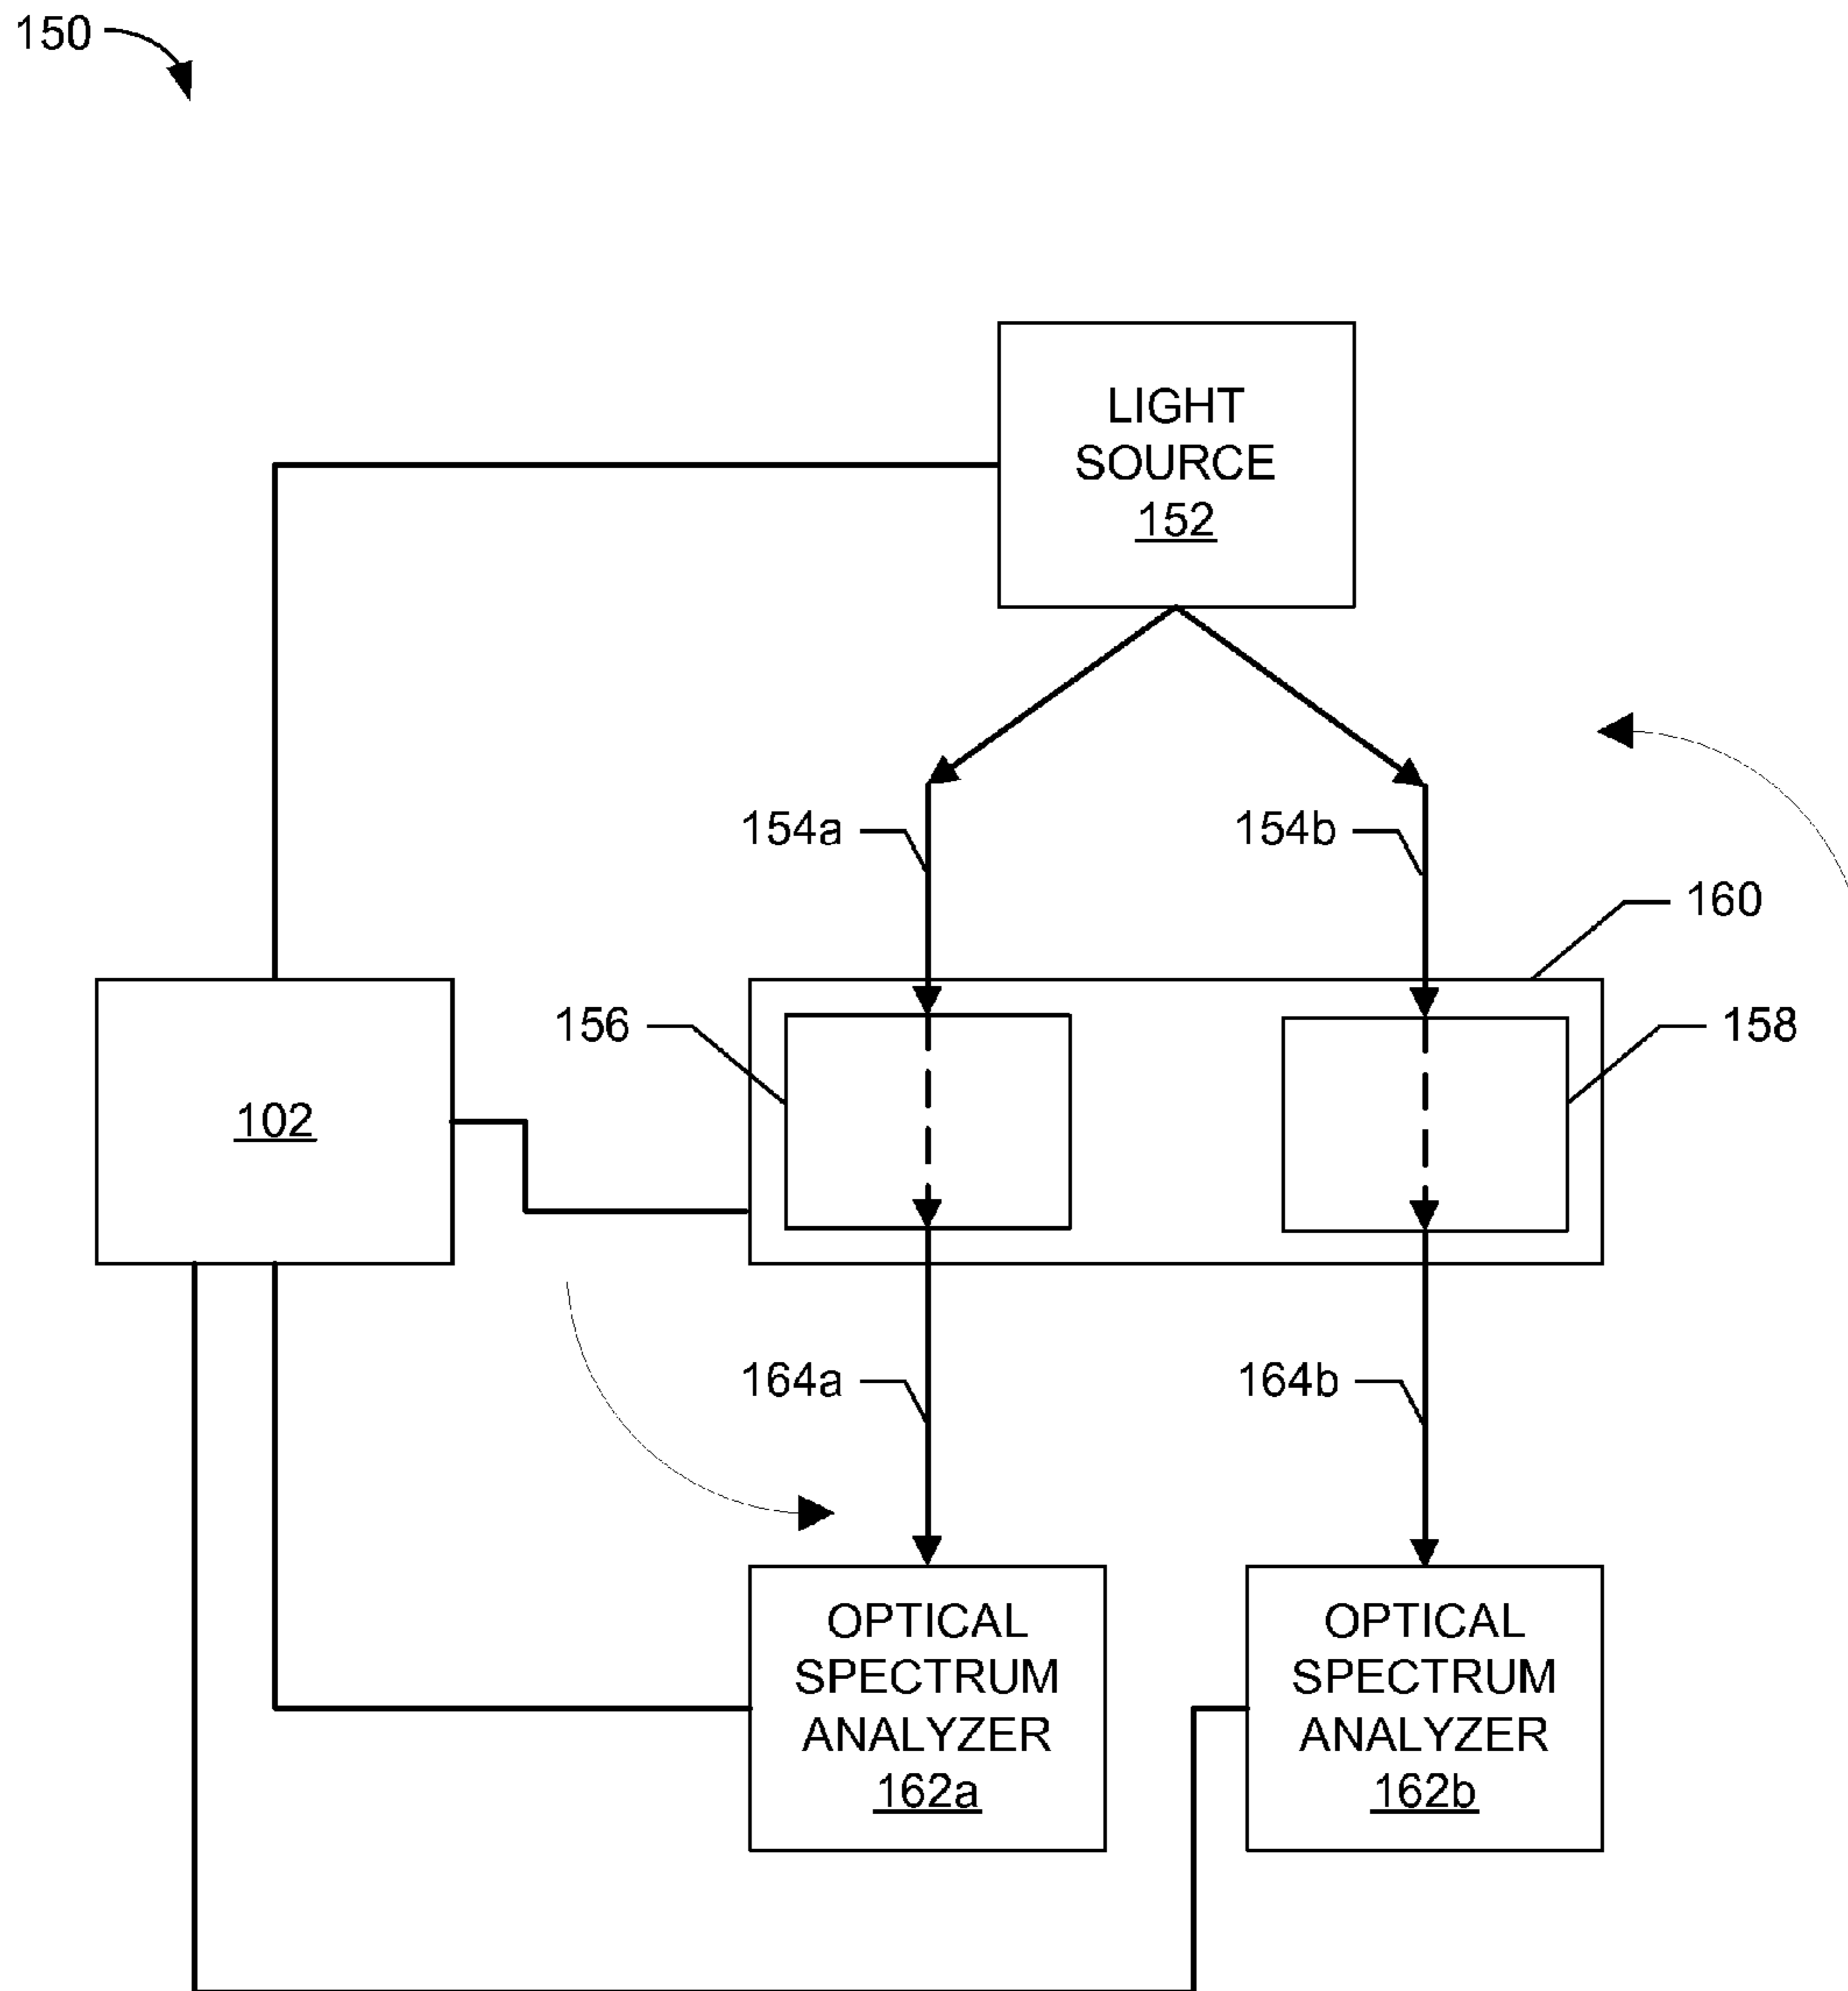 150
LIGHT
SOURCE
152
154a
154b
160
156
158
102
164a
164b
OPTICAL
SPECTRUM
ANALYZER
162a
OPTICAL
SPECTRUM
ANALYZER
162b